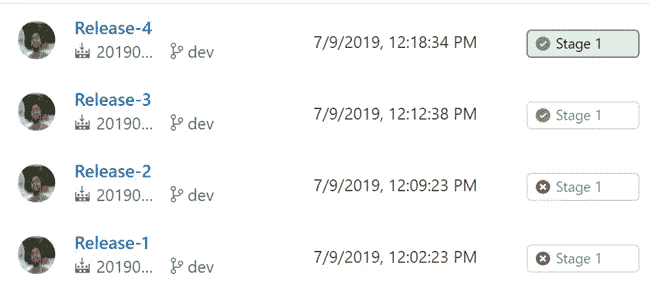 Release-4
20190... dev
7/9/2019, 12:18:34 PM
Stage 1
Release-3
20190... dev
7/9/2019, 12:12:38 PM
Stage 1
Release-2
20190... dev
7/9/2019, 12:09:23 PM
Stage 1
Release-1
20190... dev
7/9/2019, 12:02:23 PM
Stage 1